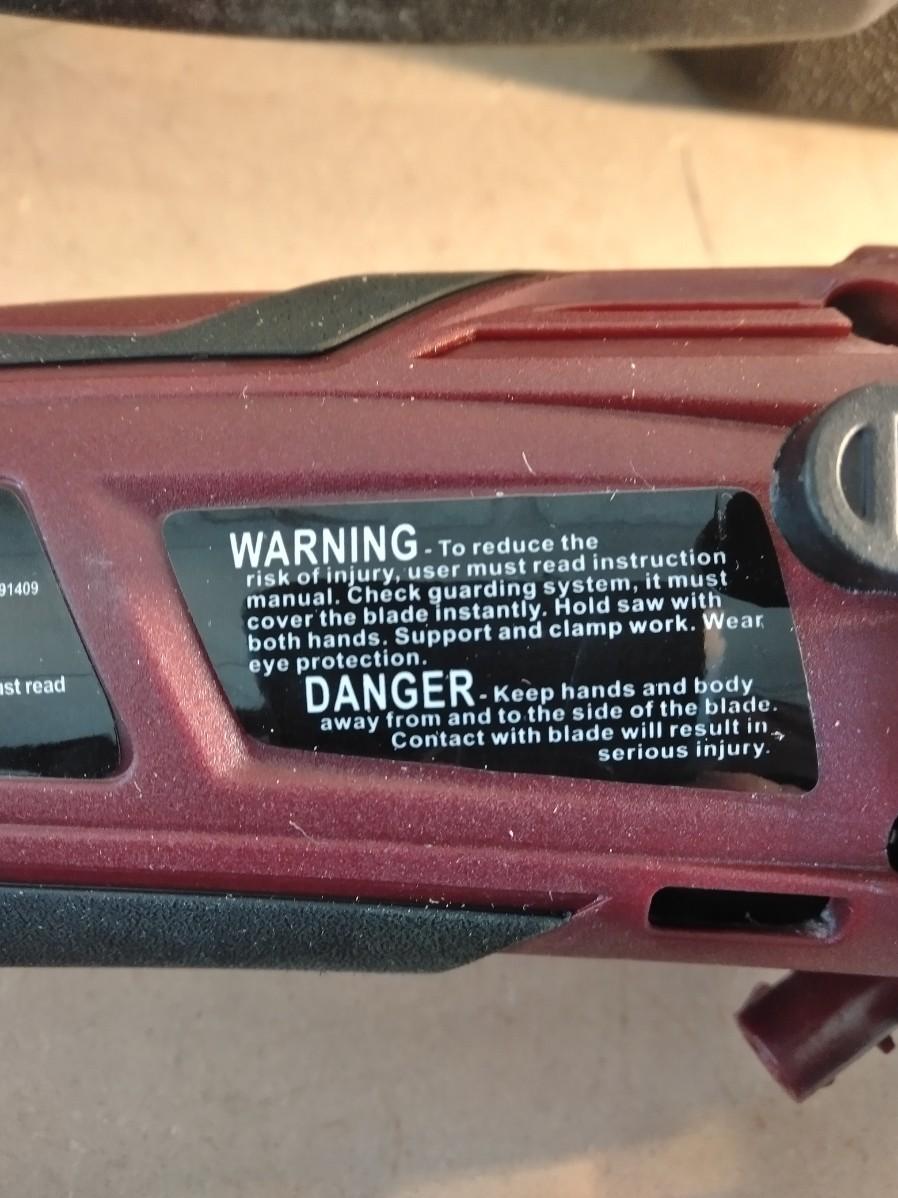 91409
ust read
WARNING - To reduce the
risk of injury, user must read instruction
manual. Check guarding system, it must
cover the blade instantly. Hold saw with
both hands. Support and clamp work. Wear
eye protection.
DANGER - Keep hands and body
away from and to the side of the blade.
Contact with blade will result in
serious injury.